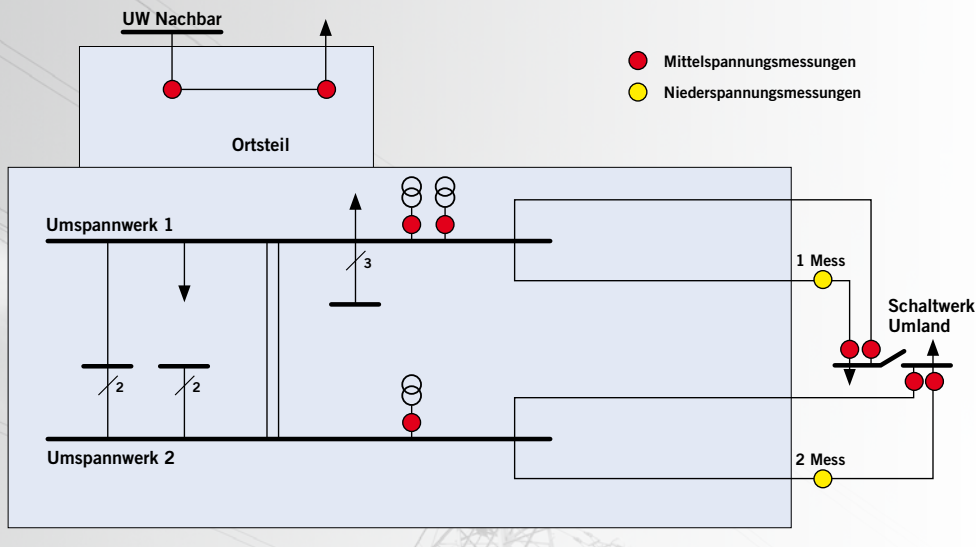 UW Nachbar
Mittelspannungsmessungen
Niederspannungsmessungen
Ortsteil
Umspannwerk 1
3
1 Mess
Schaltwerk
Umland
2
2
Umspannwerk 2
2 Mess